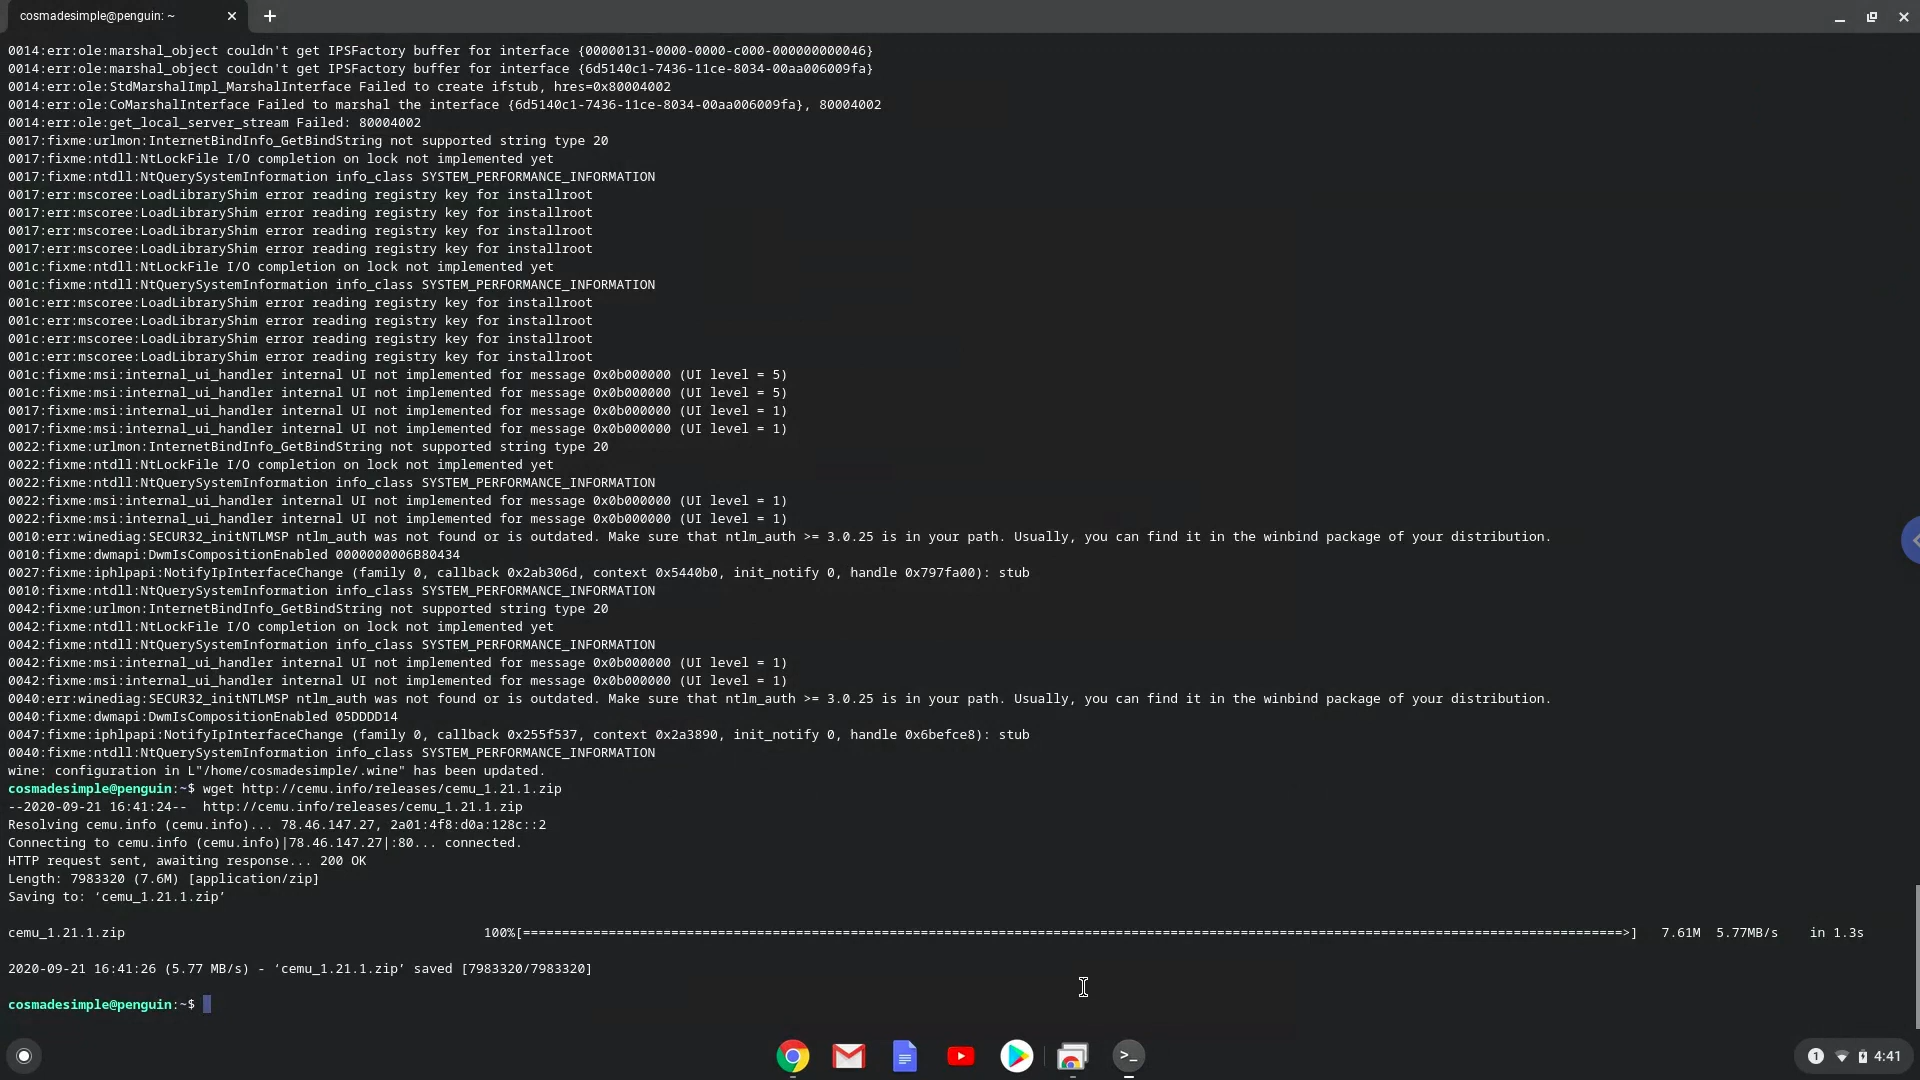 cosmadesimple@penguin: ~
0014:err:ole:marshal_object couldn't get IPSFactory buffer for interface {00000131-0000-0000-c000-000000000046}
0014:err:ole:marshal_object couldn't get IPSFactory buffer for interface {6d5140c1-7436-11ce-8034-00aa006009fa}
0014:err:ole:StdMarshalImpl_MarshalInterface Failed to create ifstub, hres=0x80004002
0014:err:ole:CoMarshalInterface Failed to marshal the interface {6d5140c1-7436-11ce-8034-00aa006009fa}, 80004002
0014:err:ole:get_local_server_stream Failed: 80004002
0017:fixme:urlmon:InternetBindInfo_GetBindString not supported string type 20
0017:fixme:ntdll:NtLockFile I/O completion on lock not implemented yet
0017:fixme:ntdll:NtQuerySystemInformation info_class SYSTEM_PERFORMANCE_INFORMATION
0017:err:mscoree:LoadLibraryShim error reading registry key for installroot
0017:err:mscoree:LoadLibraryShim error reading registry key for installroot
0017:err:mscoree:LoadLibraryShim error reading registry key for installroot
0017:err:mscoree:LoadLibraryShim error reading registry key for installroot
001c:fixme:ntdll:NtLockFile I/O completion on lock not implemented yet
001c:fixme:ntdll:NtQuerySystemInformation info_class SYSTEM_PERFORMANCE_INFORMATION
001c:err:mscoree:LoadLibraryShim error reading registry key for installroot
001c:err:mscoree:LoadLibraryShim error reading registry key for installroot
001c:err:mscoree:LoadLibraryShim error reading registry key for installroot
001c:err:mscoree:LoadLibraryShim error reading registry key for installroot
001c:fixme:msi:internal_ui_handler internal UI not implemented for message 0x0b000000 (UI level = 5)
001c:fixme:msi:internal_ui_handler internal UI not implemented for message 0x0b000000 (UI level = 5)
0017:fixme:msi:internal_ui_handler internal UI not implemented for message 0x0b000000 (UI level = 1)
0017:fixme:msi:internal_ui_handler internal UI not implemented for message 0x0b000000 (UI level = 1)
0022:fixme:urlmon:InternetBindInfo_GetBindString not supported string type 20
0022:fixme:ntdll:NtLockFile I/O completion on lock not implemented yet
0022:fixme:ntdll:NtQuerySystemInformation info_class SYSTEM_PERFORMANCE_INFORMATION
0022:fixme:msi:internal_ui_handler internal UI not implemented for message 0x0b000000 (UI level = 1)
0022:fixme:msi:internal_ui_handler internal UI not implemented for message 0x0b000000 (UI level = 1)
0010:err:winediag:SECUR32_initNTLMSP ntlm_auth was not found or is outdated. Make sure that ntlm_auth >= 3.0.25 is in your path. Usually, you can find it in the winbind package of your distribution.
0010:fixme:dwmapi:DwmIsCompositionEnabled 0000000006B80434
0027:fixme:iphlpapi:NotifyIpInterfaceChange (family 0, callback 0x2ab306d, context 0x5440b0, init_notify 0, handle 0x797fa00): stub
0010:fixme:ntdll:NtQuerySystemInformation info_class SYSTEM_PERFORMANCE_INFORMATION
0042:fixme:urlmon:InternetBindInfo_GetBindString not supported string type 20
0042:fixme:ntdll:NtLockFile I/O completion on lock not implemented yet
0042:fixme:ntdll:NtQuerySystemInformation info_class SYSTEM_PERFORMANCE_INFORMATION
0042:fixme:msi:internal_ui_handler internal UI not implemented for message 0x0b000000 (UI level = 1)
0042:fixme:msi:internal_ui_handler internal UI not implemented for message 0x0b000000 (UI level = 1)
0040:err:winediag:SECUR32_initNTLMSP ntlm_auth was not found or is outdated. Make sure that ntlm_auth >= 3.0.25 is in your path. Usually, you can find it in the winbind package of your distribution.
0040:fixme:dwmapi:DwmIsCompositionEnabled 05DDDD14
0047:fixme:iphlpapi:NotifyIpInterfaceChange (family 0, callback 0x255f537, context 0x2a3890, init_notify 0, handle 0x6befce8): stub
0040:fixme:ntdll:NtQuerySystemInformation info_class SYSTEM_PERFORMANCE_INFORMATION
wine: configuration in L"/home/cosmadesimple/.wine" has been updated.
cosmadesimple@penguin:~$ wget http://cemu.info/releases/cemu_1.21.1.zip
--2020-09-21 16:41:24--  http://cemu.info/releases/cemu_1.21.1.zip
Resolving cemu.info (cemu.info)... 78.46.147.27, 2a01:4f8:d0a:128c::2
Connecting to cemu.info (cemu.info)|78.46.147.27|:80... connected.
HTTP request sent, awaiting response... 200 OK
Length: 7983320 (7.6M) [application/zip]
Saving to: ‘cemu_1.21.1.zip’
cemu_1.21.1.zip 100%[=============================================================================================================================================>] 7.61M 5.77MB/s in 1.3s
2020-09-21 16:41:26 (5.77 MB/s) - ‘cemu_1.21.1.zip’ saved [7983320/7983320]
cosmadesimple@penguin:~$
1 4:41